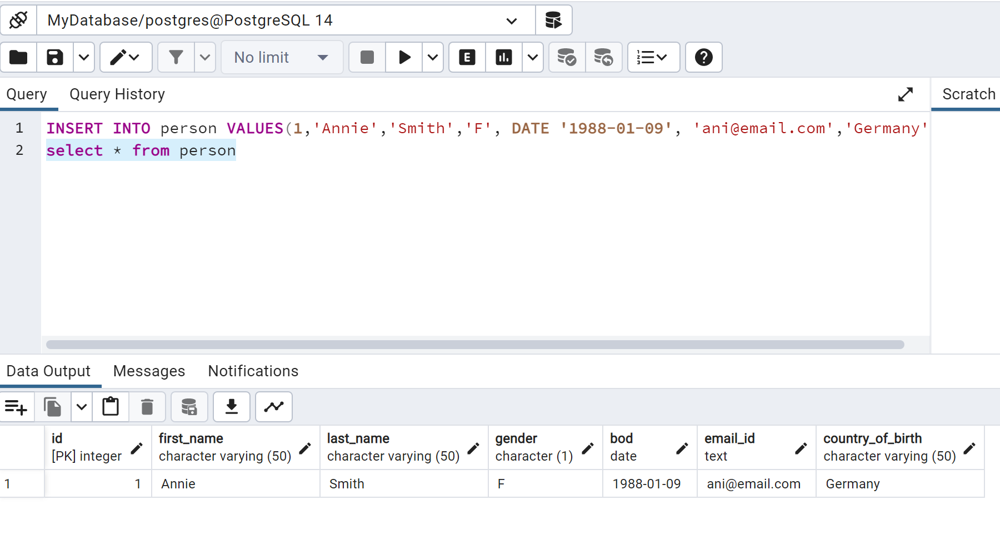 MyDatabase/postgres@PostgreSQL 14
No limit
E
Query Query History Scratch
1 INSERT INTO person VALUES(1,'Annie','Smith','F', DATE '1988-01-09', 'ani@email.com','Germany'
2 select * from person
Data Output Messages Notifications
id first_name last_name gender bod email_id country_of_birth
[PK] integer character varying (50) character varying (50) character (1) date text character varying (50)
1 1 Annie Smith F 1988-01-09 ani@email.com Germany